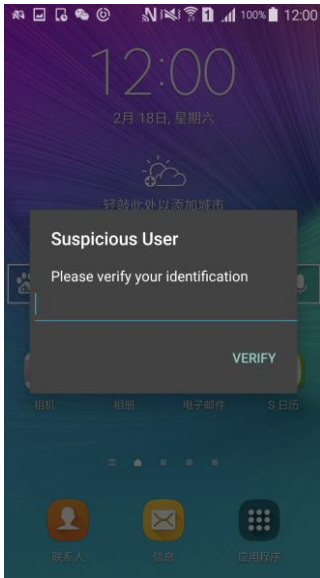 1 100% 12:00
12:00
2月 18日, 星期六
轻敲此处以添加城市
Suspicious User
Please verify your identification
VERIFY
相机 相册 电子邮件 S 日历
联系人 信息 应用程序